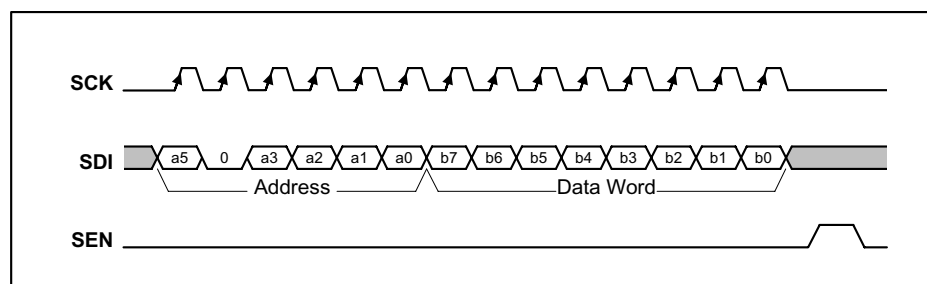 SCK
SDI a5 0 a3 a2 a1 a0 b7 b6 b5 b4 b3 b2 b1 b0
Address Data Word
SEN